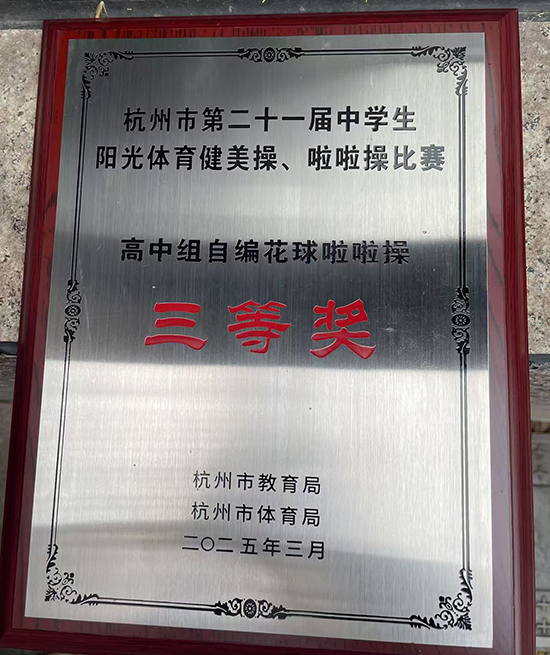 杭州市第二十一届中学生
阳光体育健美操、啦啦操比赛
高中组自编花球啦啦操
三等奖
杭州市教育局
杭州市体育局
二〇二五年三月